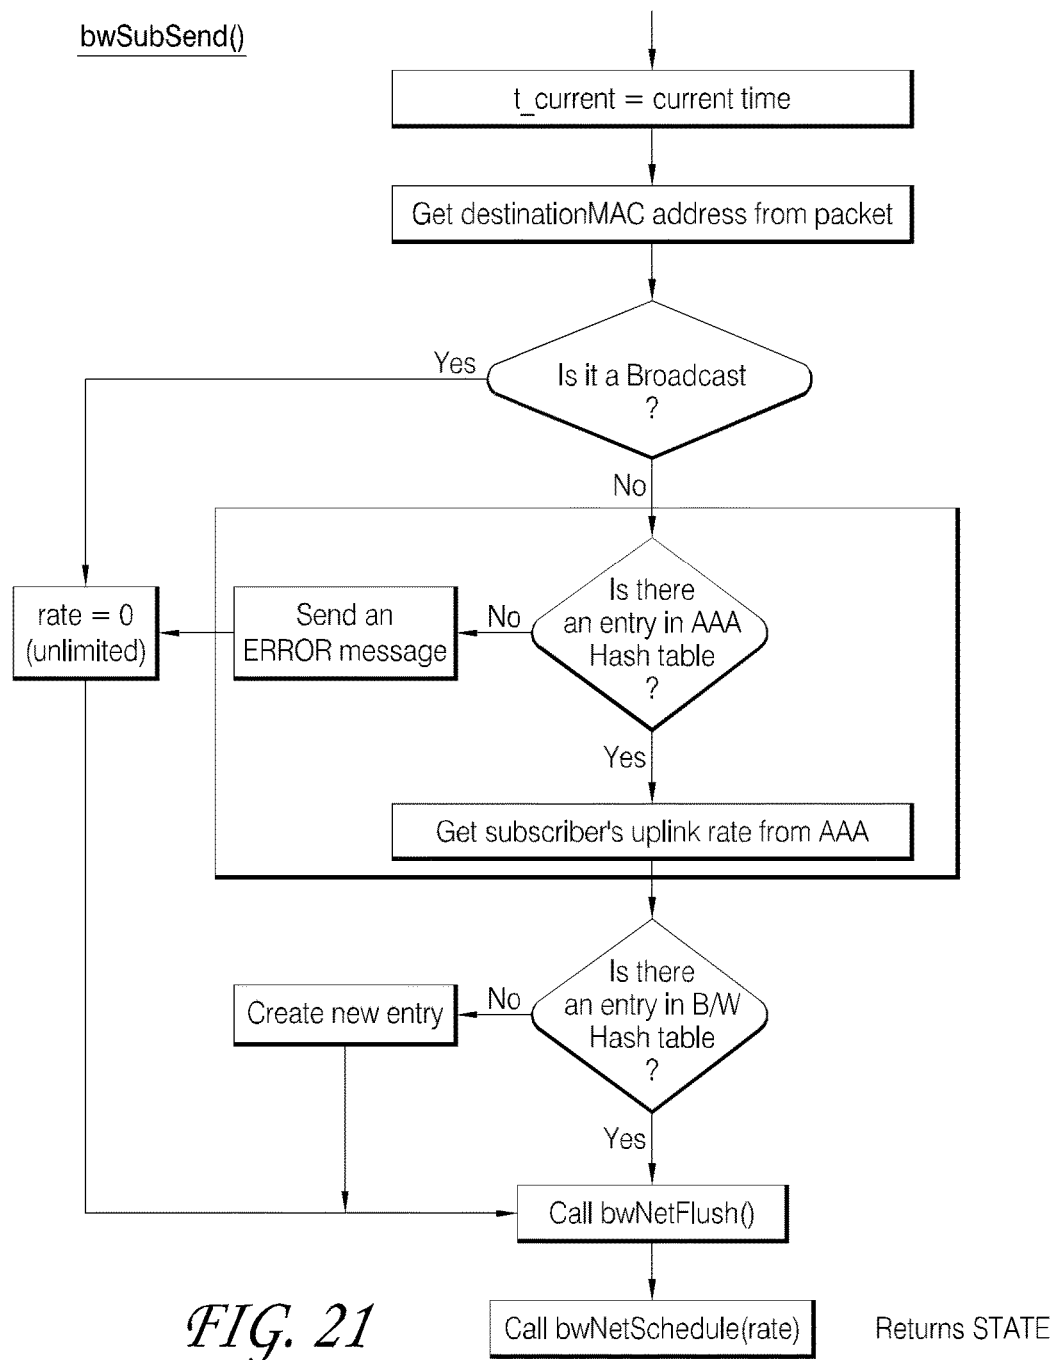 bwSubSend()
t_current = current time
Get destinationMAC address from packet
Is it a Broadcast
?
Yes
No
Is there
an entry in AAA
Hash table
?
No
Send an
ERROR message
rate = 0
(unlimited)
Yes
Get subscriber's uplink rate from AAA
Is there
an entry in B/W
Hash table
?
No
Create new entry
Yes
Call bwNetFlush()
Call bwNetSchedule(rate)
Returns STATE
FIG. 21